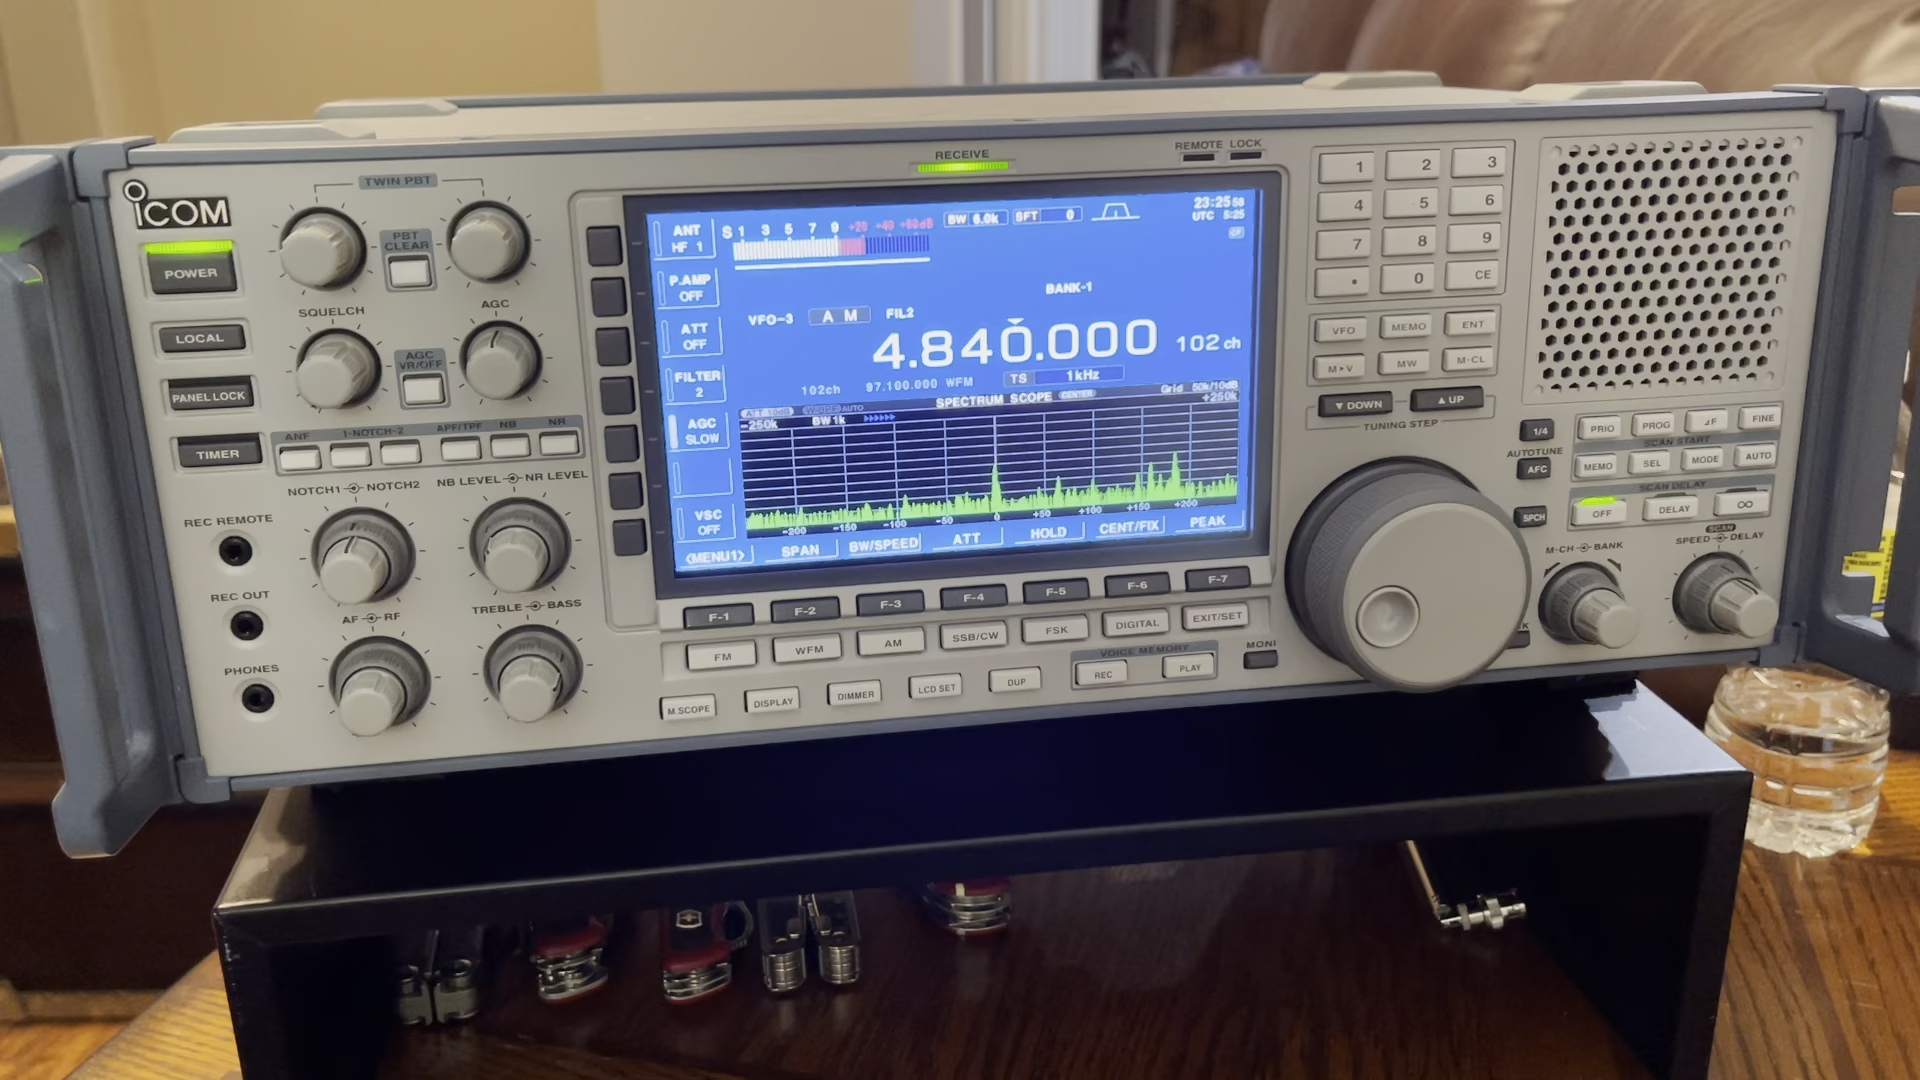 ICOM
POWER
LOCAL
PANEL LOCK
TIMER
REC REMOTE
REC OUT
PHONES
TWIN PBT
PBT
CLEAR
SQUELCH
AGC
AGC
VR/OFF
ANF
1-NOTCH-2
APF/TPF
NB
NR
NOTCH1
NOTCH2
NB LEVEL
NR LEVEL
AF
RF
TREBLE
BASS
RECEIVE
REMOTE
LOCK
ANT
HF 1
P.AMP
OFF
ATT
OFF
FILTER
2
AGC
SLOW
VSC
OFF
S 1 3 5 7 9 +20 +40 +60dB
BW 6.0k
SFT 0
23:25 58
UTC 5:25
BANK-1
VFO-3
AM
FIL2
4.840.000
102 ch
102ch 97.100.000 WFM
TS 1kHz
ATT 10dB
AUTO
SPECTRUM SCOPE
CENTER
Grid 50k/10dB
-250k
BW 1k
+250k
-200 -150 -100 -50 0 +50 +100 +150 +200
<MENU1>
SPAN
BW/SPEED
ATT
HOLD
CENT/FIX
PEAK
F-1
F-2
F-3
F-4
F-5
F-6
F-7
FM
WFM
AM
SSB/CW
FSK
DIGITAL
EXIT/SET
M.SCOPE
DISPLAY
DIMMER
LCD SET
DUP
VOICE MEMORY
REC
PLAY
MONI
1 2 3
4 5 6
7 8 9
. 0 CE
VFO MEMO ENT
M▸V MW M-CL
▼DOWN
▲UP
TUNING STEP
1/4
AUTOTUNE
AFC
SPCH
PRIO
PROG
⊿F
FINE
SCAN START
MEMO
SEL
MODE
AUTO
SCAN DELAY
OFF
DELAY
∞
M-CH
BANK
SCAN
SPEED
DELAY